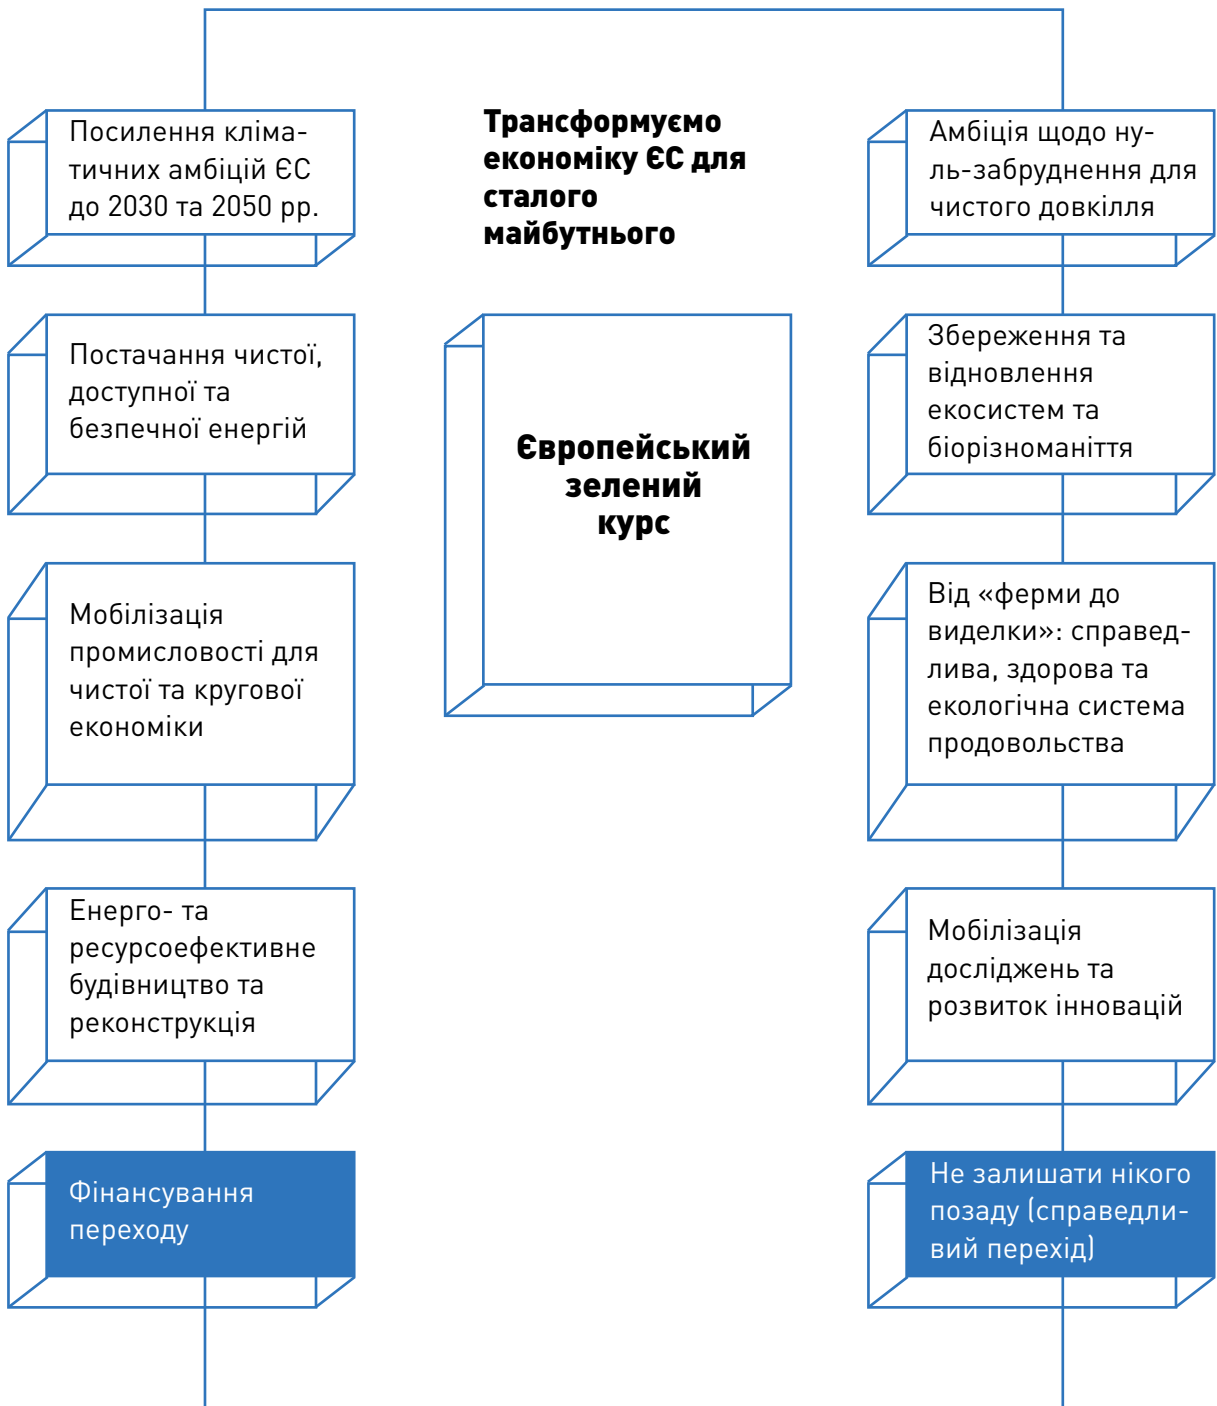 Трансформуємо
економіку ЄС для
сталого
майбутнього
Посилення кліма-
тичних амбіцій ЄС
до 2030 та 2050 рр.
Постачання чистої,
доступної та
безпечної енергій
Мобілізація
промисловості для
чистої та кругової
економіки
Енерго- та
ресурсоефективне
будівництво та
реконструкція
Фінансування
переходу
Європейський
зелений
курс
Амбіція щодо ну-
ль-забруднення для
чистого довкілля
Збереження та
відновлення
екосистем та
біорізноманіття
Від «ферми до
виделки»: справед-
лива, здорова та
екологічна система
продовольства
Мобілізація
досліджень та
розвиток інновацій
Не залишати нікого
позаду (справедли-
вий перехід)